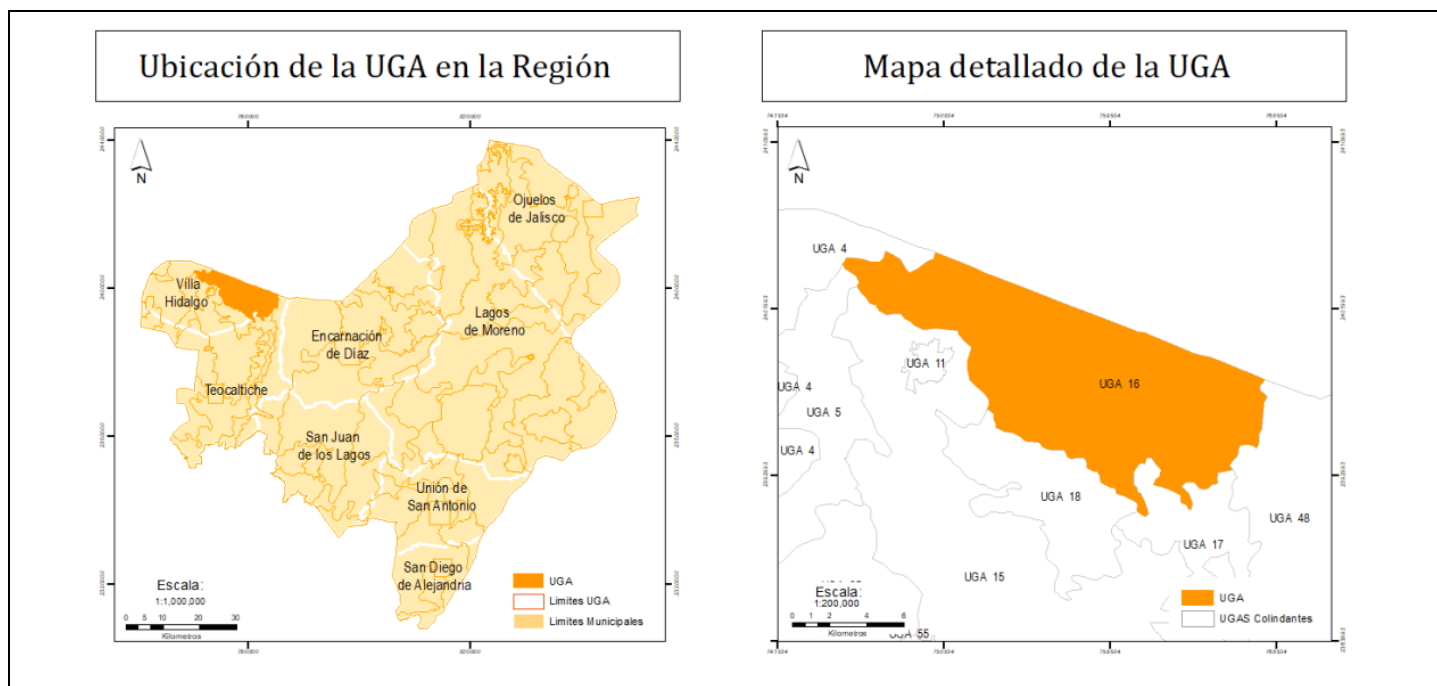 Ubicación de la UGA en la Región
N
Ojuelos
de Jalisco
Villa
Hidalgo
Lagos
de Moreno
Encarnación
de Díaz
Teocaltiche
San Juan
de los Lagos
Unión de
San Antonio
San Diego
de Alejandria
Escala:
1:1,000,000
0 5 10 20 30
Kilometros
UGA
Limites UGA
Limites Municipales
Mapa detallado de la UGA
N
UGA 4
UGA 11
UGA 16
UGA 4
UGA 5
UGA 4
UGA 18
UGA 48
UGA 17
UGA 15
Escala:
1:200,000
0 1 2 4 6
Kilometros
UGA 55
UGA
UGAS Colindantes